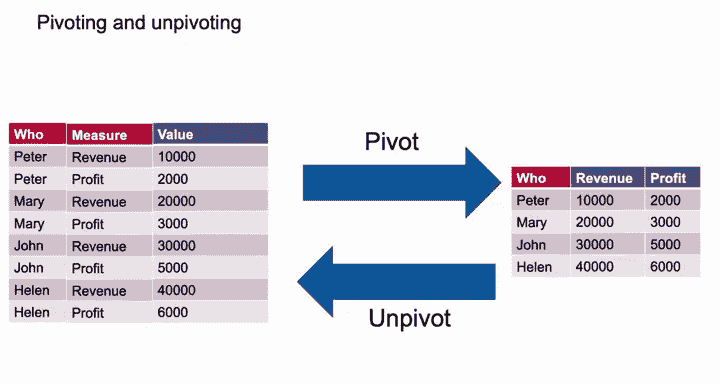 Pivoting and unpivoting
Who Measure Value
Peter Revenue 10000
Peter Profit 2000
Mary Revenue 20000
Mary Profit 3000
John Revenue 30000
John Profit 5000
Helen Revenue 40000
Helen Profit 6000
Pivot
Unpivot
Who Revenue Profit
Peter 10000 2000
Mary 20000 3000
John 30000 5000
Helen 40000 6000